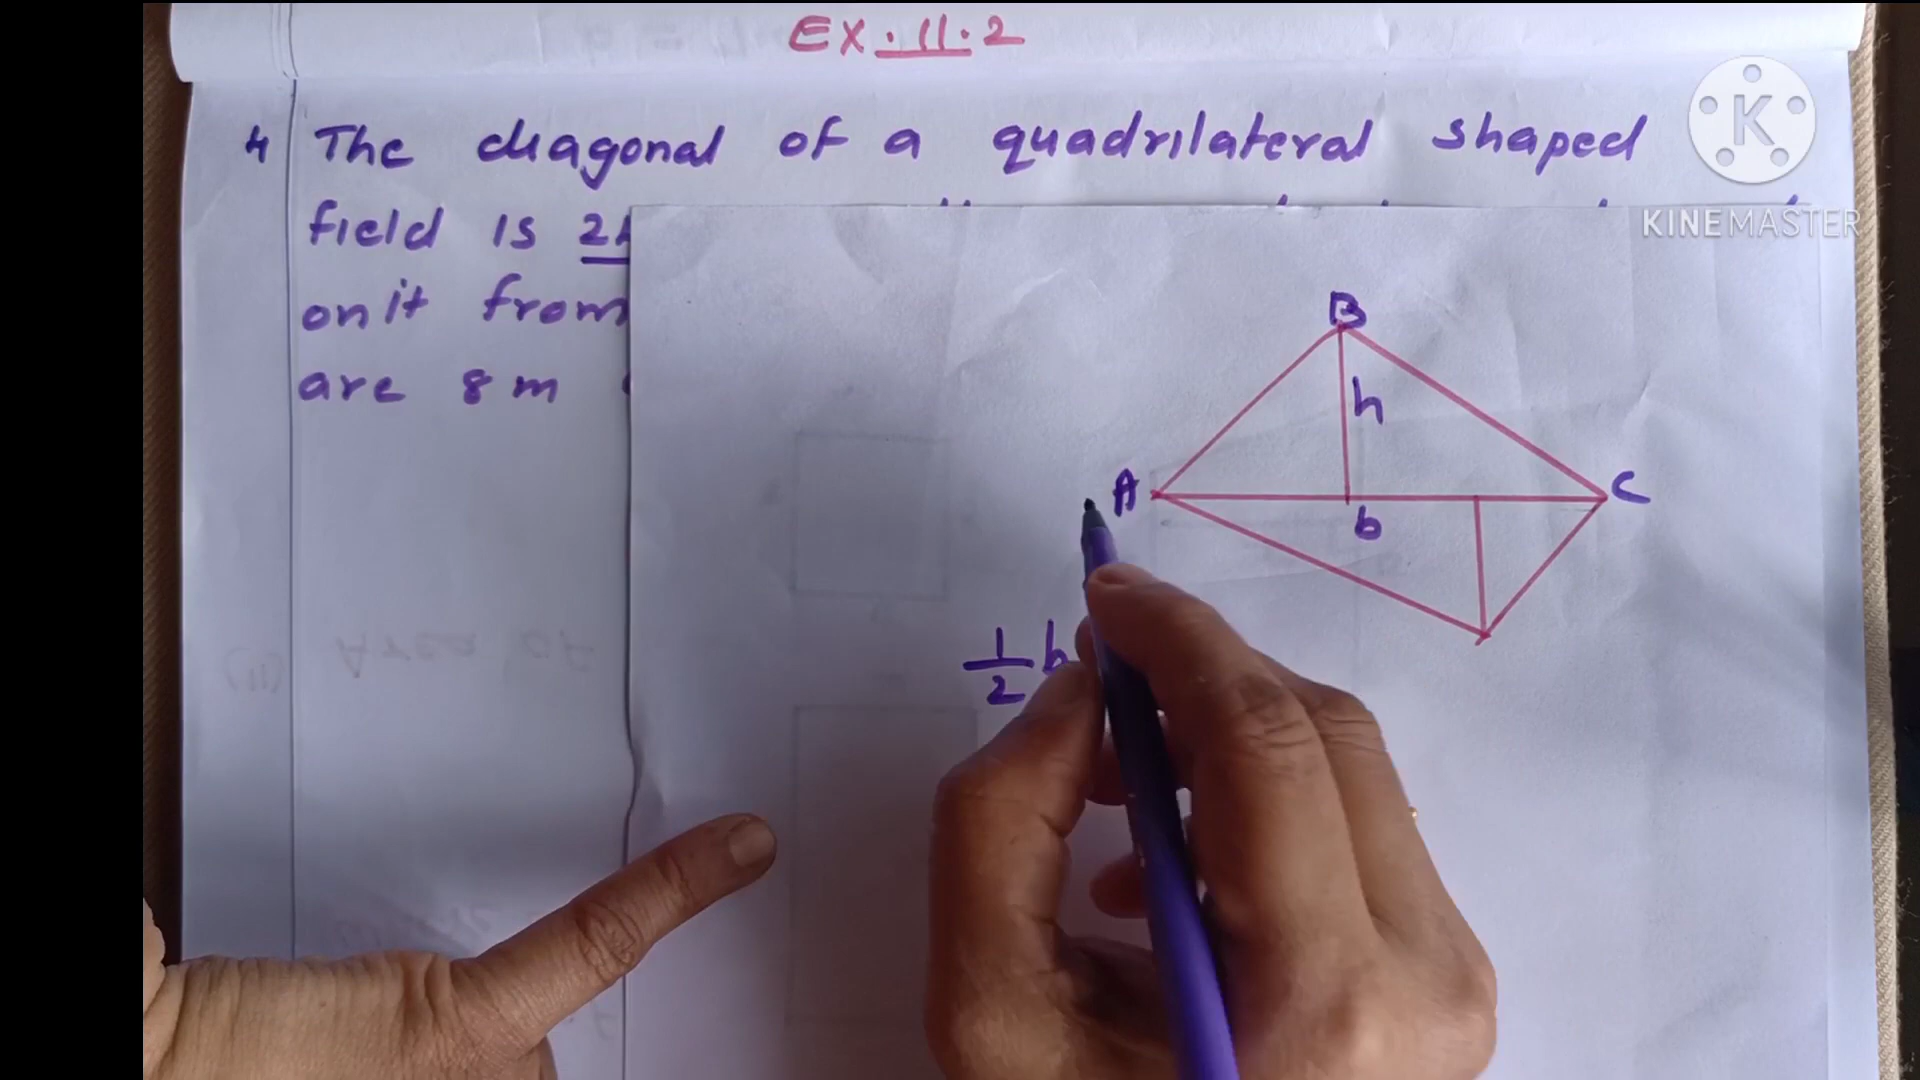 EX. 11.2
4 The diagonal of a quadrilateral shaped
field is
on it from
are 8 m
B
h
A
C
b
1/2 b
K
KINEMASTER